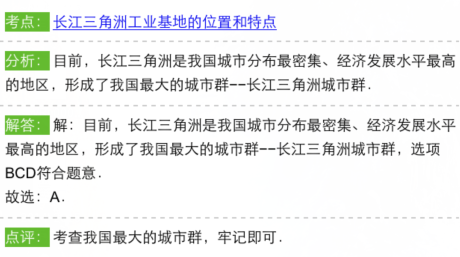 考点： 长江三角洲工业基地的位置和特点
分析： 目前，长江三角洲是我国城市分布最密集、经济发展水平最高
的地区，形成了我国最大的城市群--长江三角洲城市群．
解答： 解：目前，长江三角洲是我国城市分布最密集、经济发展水平
最高的地区，形成了我国最大的城市群--长江三角洲城市群，选项
BCD符合题意．
故选：A．
点评： 考查我国最大的城市群，牢记即可．